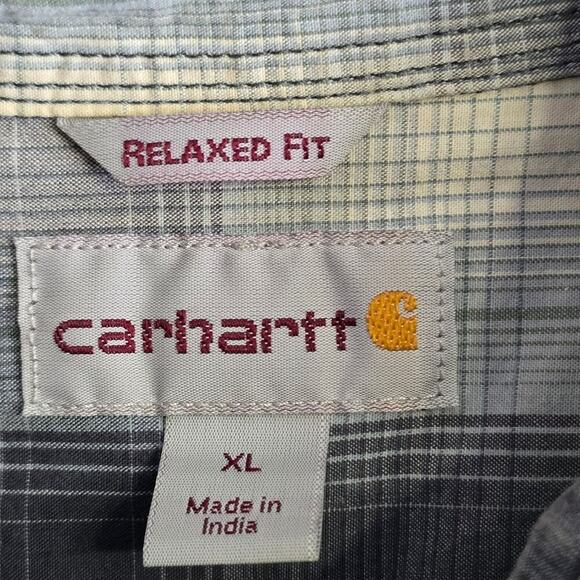 RELAXED FIT
carhartt
XL
Made in
India